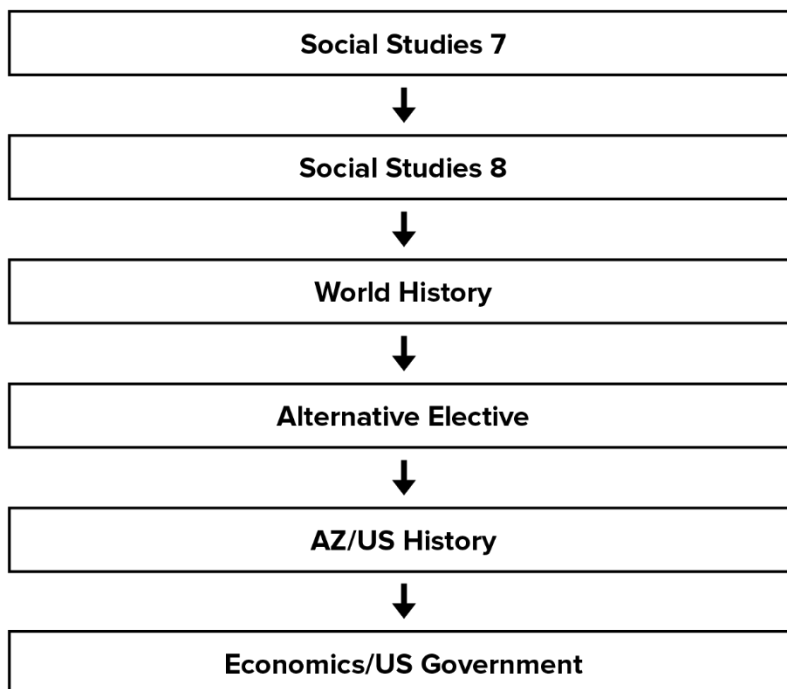 Social Studies 7
Social Studies 8
World History
Alternative Elective
AZ/US History
Economics/US Government